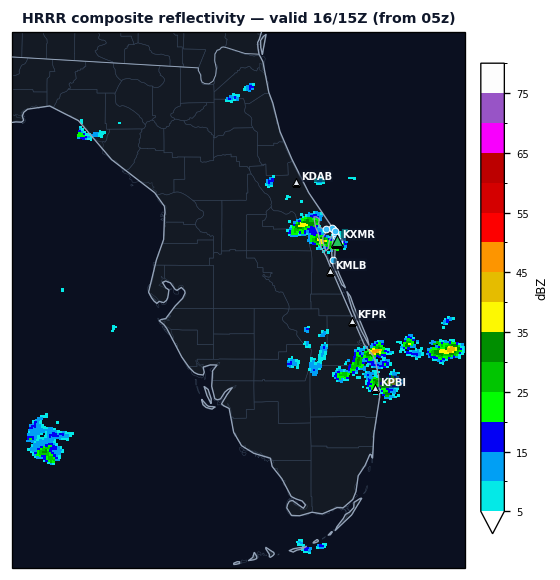 HRRR composite reflectivity — valid 16/15Z (from 05z)
75
65
55
45
35
25
15
5
dBZ
KDAB
KXMR
KMLB
KFPR
KPBI